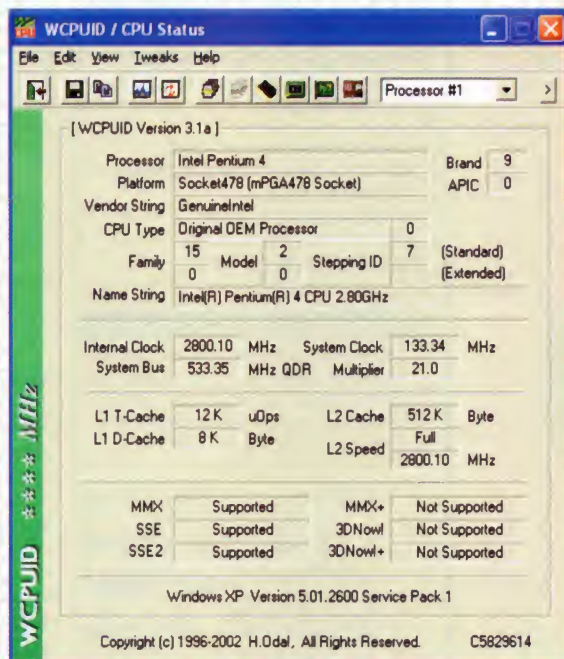 WCPUID / CPU Status
File Edit View Tweaks Help
Processor #1
[ WCPUID Version 3.1a ]
Processor Intel Pentium 4 Brand 9
Platform Socket478 (mPGA478 Socket) APIC 0
Vendor String GenuineIntel
CPU Type Original OEM Processor 0
Family 15 Model 2 Stepping ID 7 (Standard)
0 0 (Extended)
Name String Intel(R) Pentium(R) 4 CPU 2.80GHz
Internal Clock 2800.10 MHz System Clock 133.34 MHz
System Bus 533.35 MHz QDR Multiplier 21.0
L1 T-Cache 12 K uOps L2 Cache 512 K Byte
L1 D-Cache 8 K Byte L2 Speed Full
2800.10 MHz
MMX Supported MMX+ Not Supported
SSE Supported 3DNow! Not Supported
SSE2 Supported 3DNow!+ Not Supported
Windows XP Version 5.01.2600 Service Pack 1
Copyright (c) 1996-2002 H.Oda!, All Rights Reserved. C5829614
WCPUID **** MHz